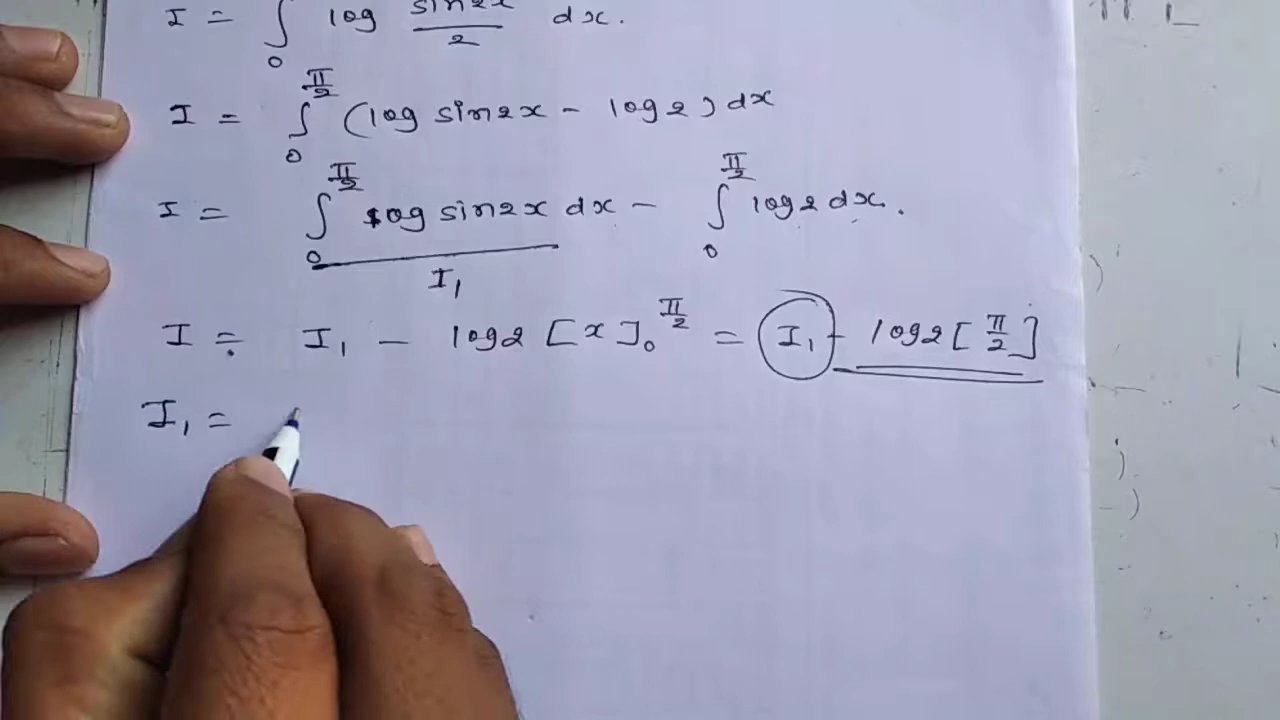 I = ∫₀ log sin2x/2 dx.
I = ∫₀^(π/2) (log sin2x - log2) dx
I = ∫₀^(π/2) log sin2x dx - ∫₀^(π/2) log2 dx.
I₁
I = I₁ - log2 [x]₀^(π/2) = I₁ - log2 [π/2]
I₁ =